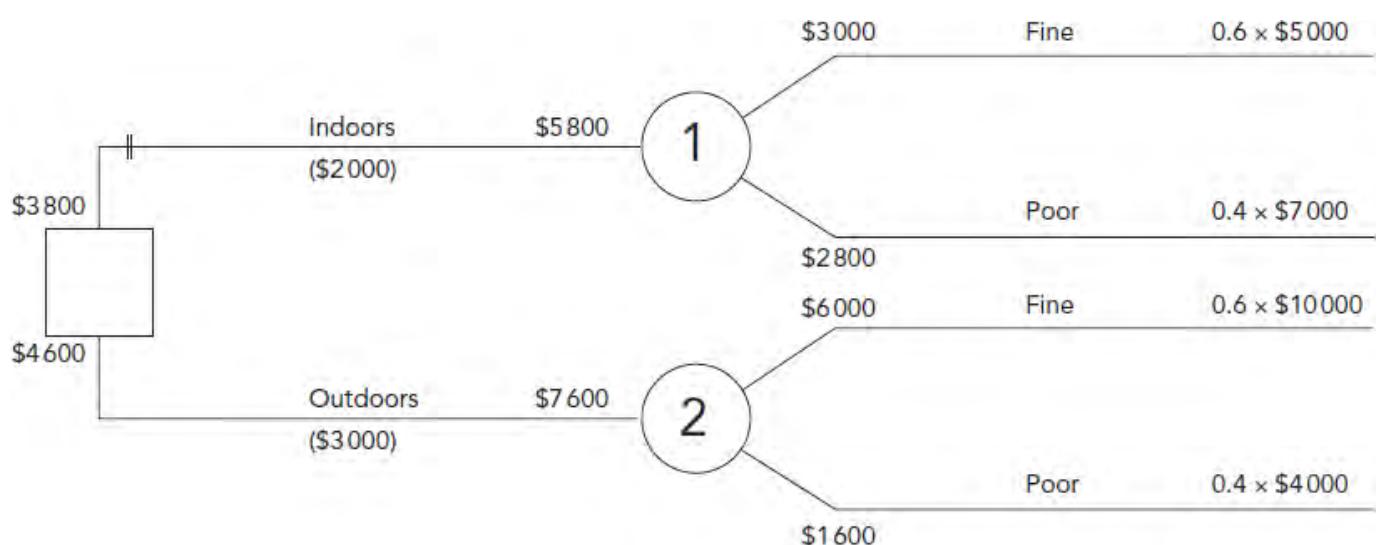 $3000 Fine 0.6 × $5000
Indoors $5800
($2000)
1
$3800
Poor 0.4 × $7000
$2800
$6000 Fine 0.6 × $10000
$4600
Outdoors $7600
($3000)
2
Poor 0.4 × $4000
$1600